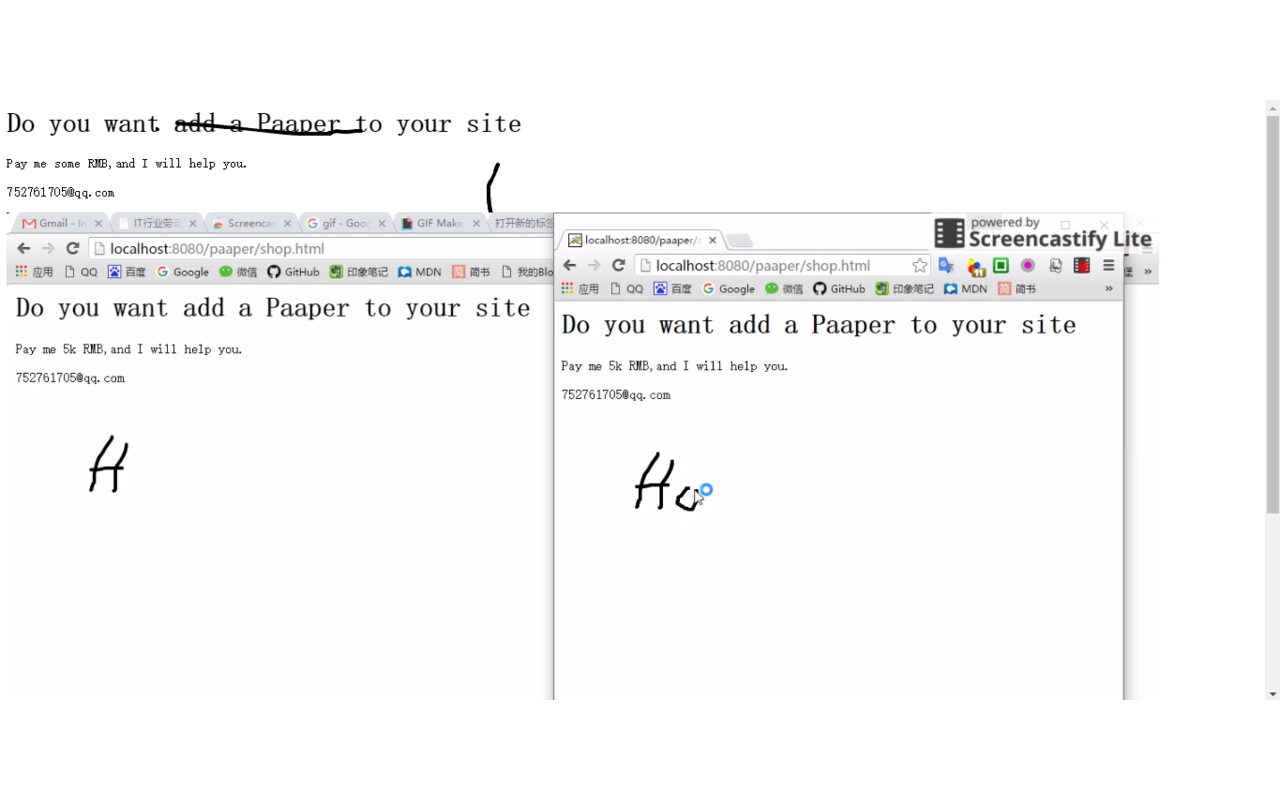 Do you want add a Paaper to your site
Pay me some RMB,and I will help you.
752761705@qq.com
Gmail - In
IT行业劳动
Screencas
gif - Goog
GIF Make
打开新的标签
localhost:8080/paaper/shop.html
应用 QQ 百度 Google 微信 GitHub 印象笔记 MDN 简书 我的Blo
Do you want add a Paaper to your site
Pay me 5k RMB,and I will help you.
752761705@qq.com
H
powered by
Screencastify Lite
localhost:8080/paaper/s
localhost:8080/paaper/shop.html
应用 QQ 百度 Google 微信 GitHub 印象笔记 MDN 简书 »
»
Do you want add a Paaper to your site
Pay me 5k RMB,and I will help you.
752761705@qq.com
Ho